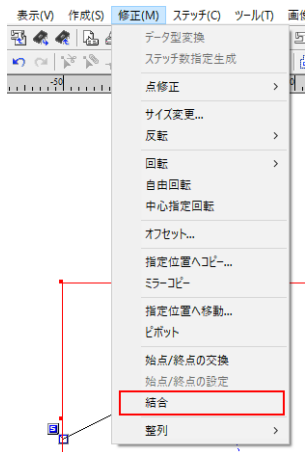 表示(V) 作成(S) 修正(M) ステッチ(C) ツール(T) 画像
データ型変換
ステッチ数指定生成
-50
点修正
サイズ変更...
反転
回転
自由回転
中心指定回転
オフセット...
指定位置へコピー...
ミラーコピー
指定位置へ移動...
ピボット
始点/終点の交換
始点/終点の設定
結合
整列
S